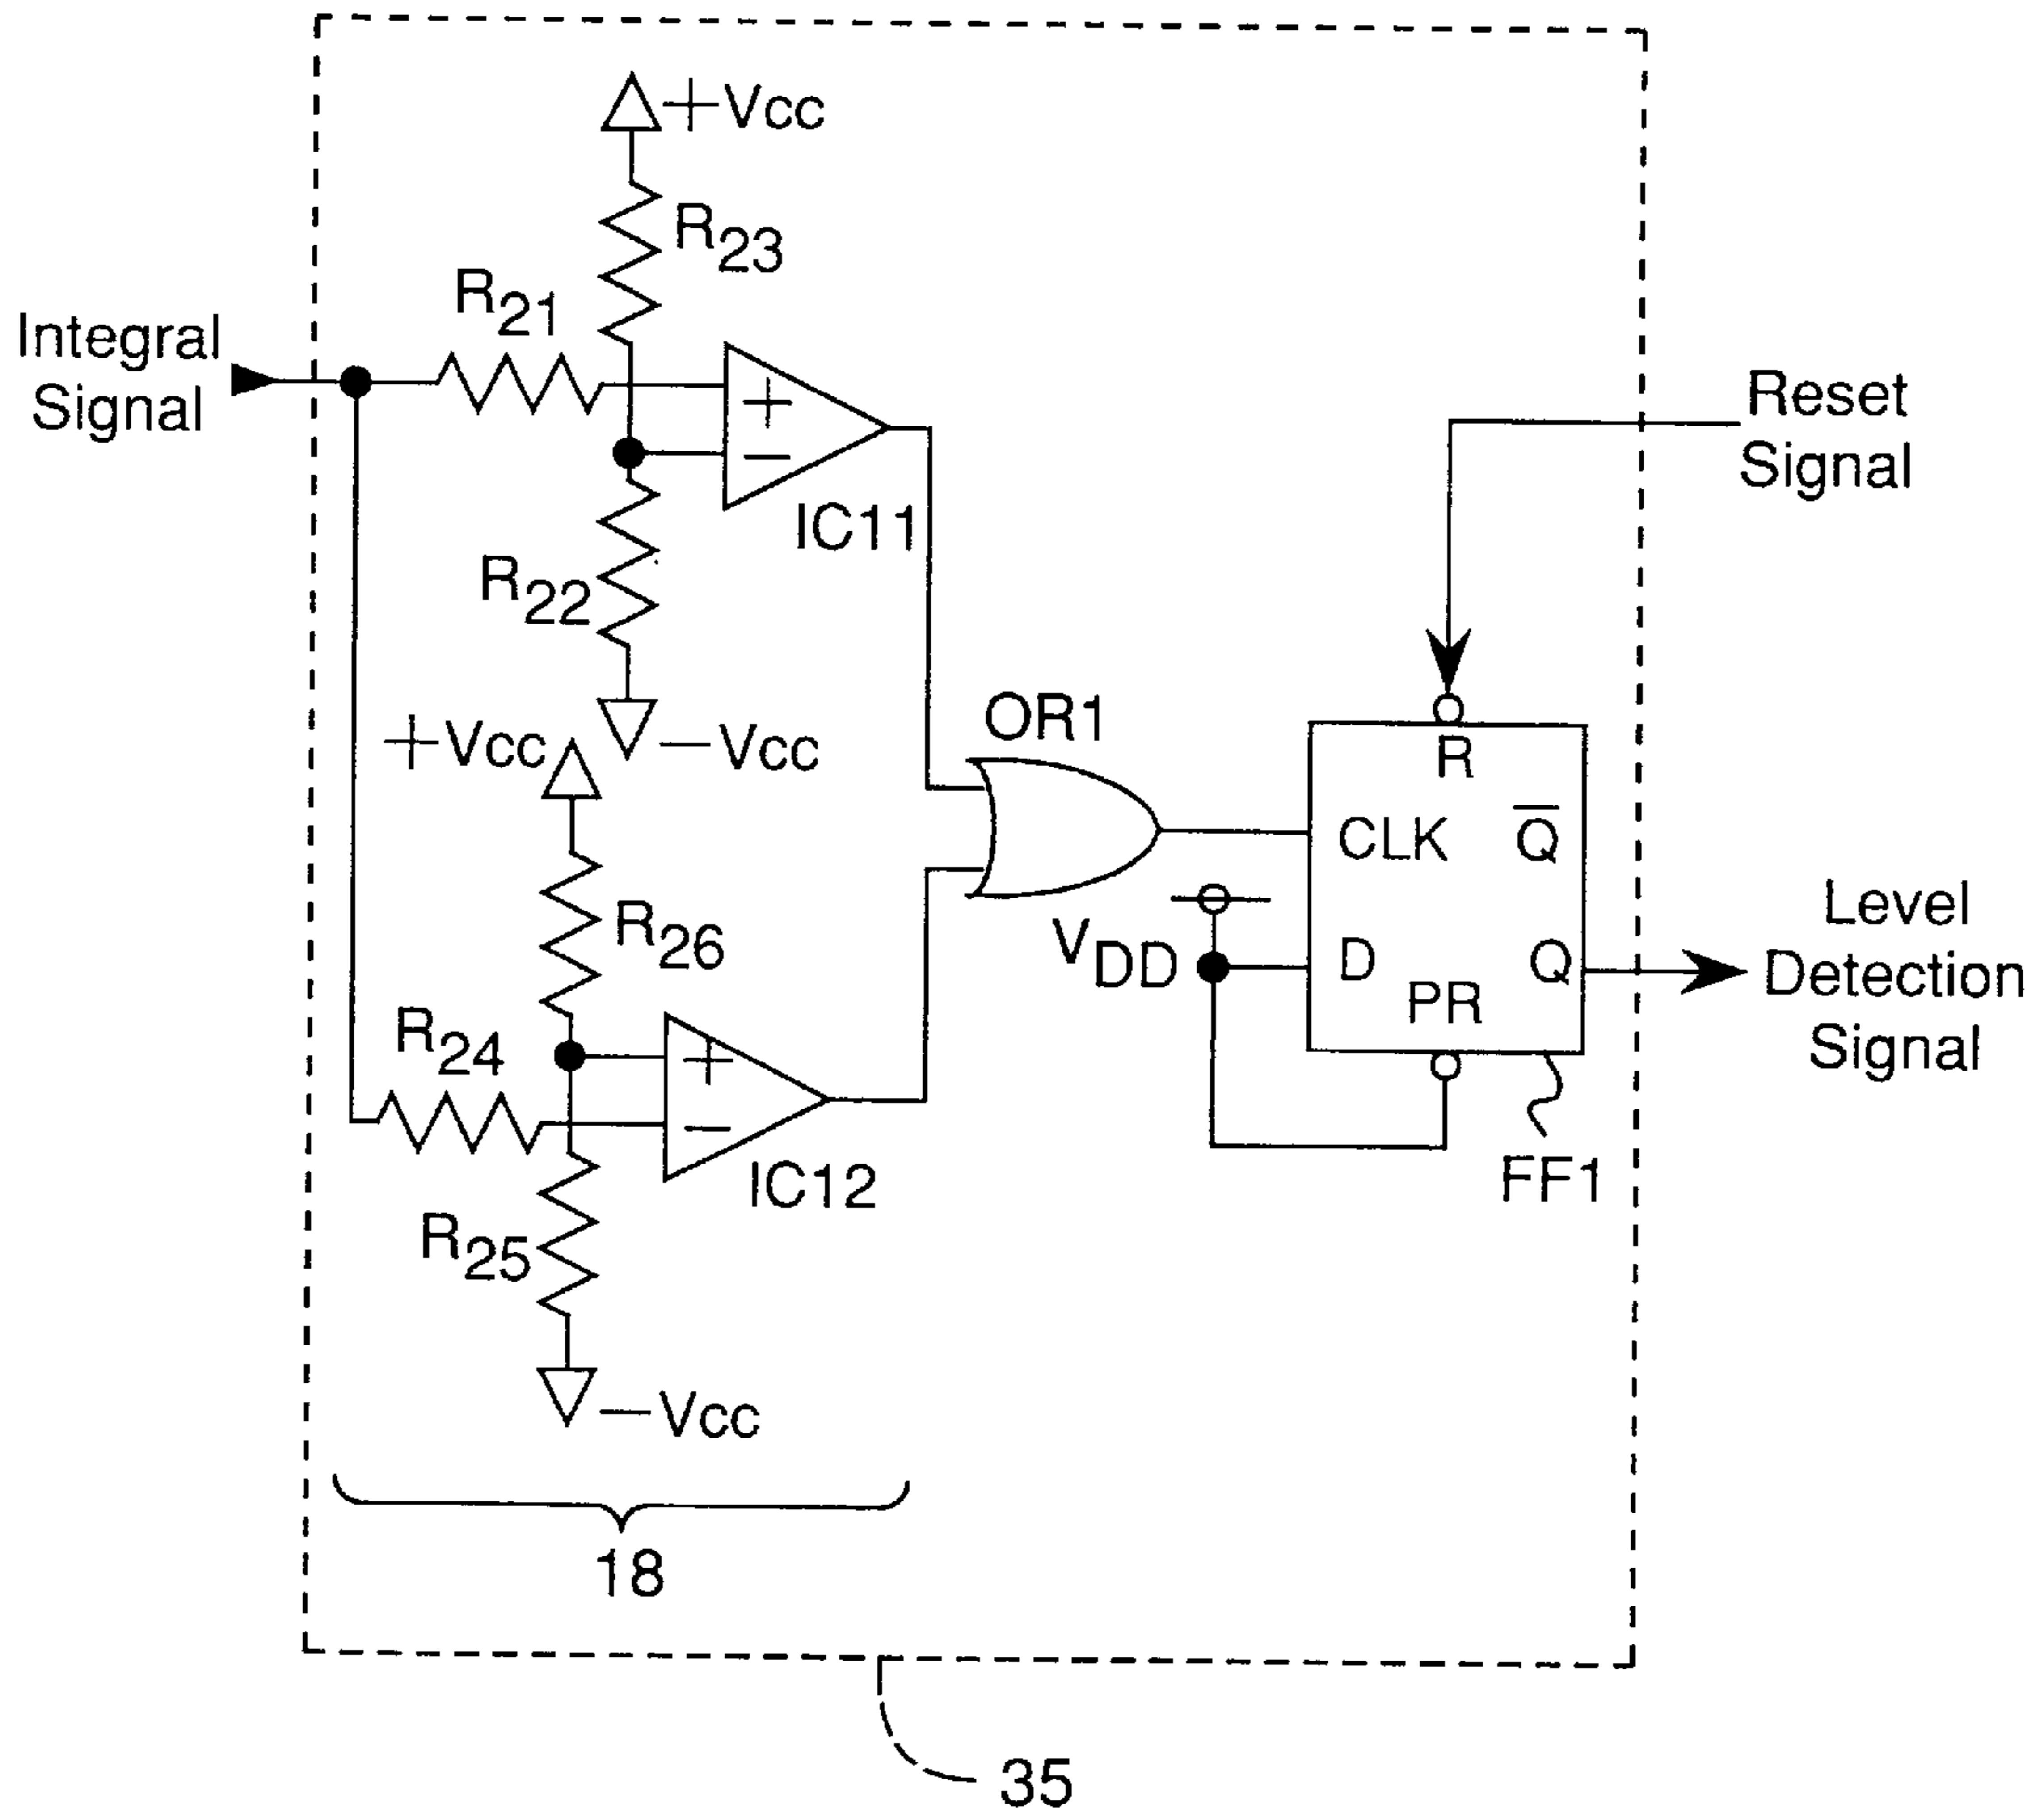 +Vcc
R23
R21
Integral
Signal
+
−
IC11
Reset
Signal
R22
−Vcc
+Vcc
OR1
R
CLK
Q̅
R26
VDD
D
Q
PR
Level
Detection
Signal
R24
+
−
IC12
FF1
R25
−Vcc
18
35